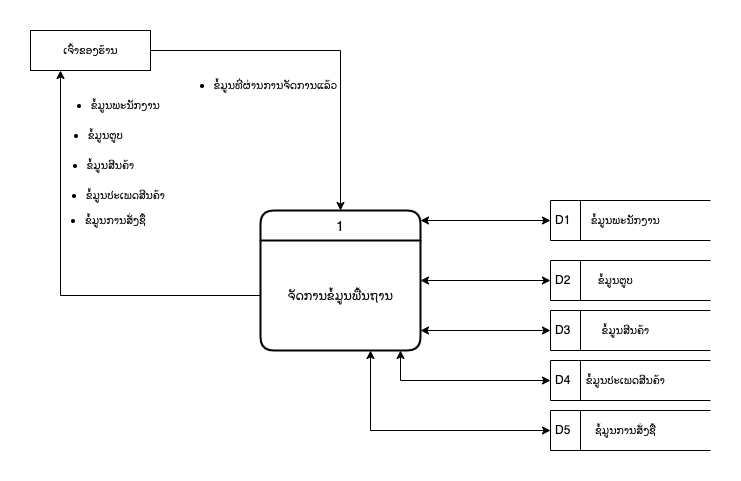 ເຈົ້າຂອງຮ້ານ
ຂໍ້ມູນທີ່ຜ່ານການຈັດການແລ້ວ
ຂໍ້ມູນພະນັກງານ
ຂໍ້ມູນຕູບ
ຂໍ້ມູນສິນຄ້າ
ຂໍ້ມູນປະເພດສິນຄ້າ
ຂໍ້ມູນການສັ່ງຊື້
1
ຈັດການຂໍ້ມູນພື້ນຖານ
D1 ຂໍ້ມູນພະນັກງານ
D2 ຂໍ້ມູນຕູບ
D3 ຂໍ້ມູນສິນຄ້າ
D4 ຂໍ້ມູນປະເພດສິນຄ້າ
D5 ຂໍ້ມູນການສັ່ງຊື້